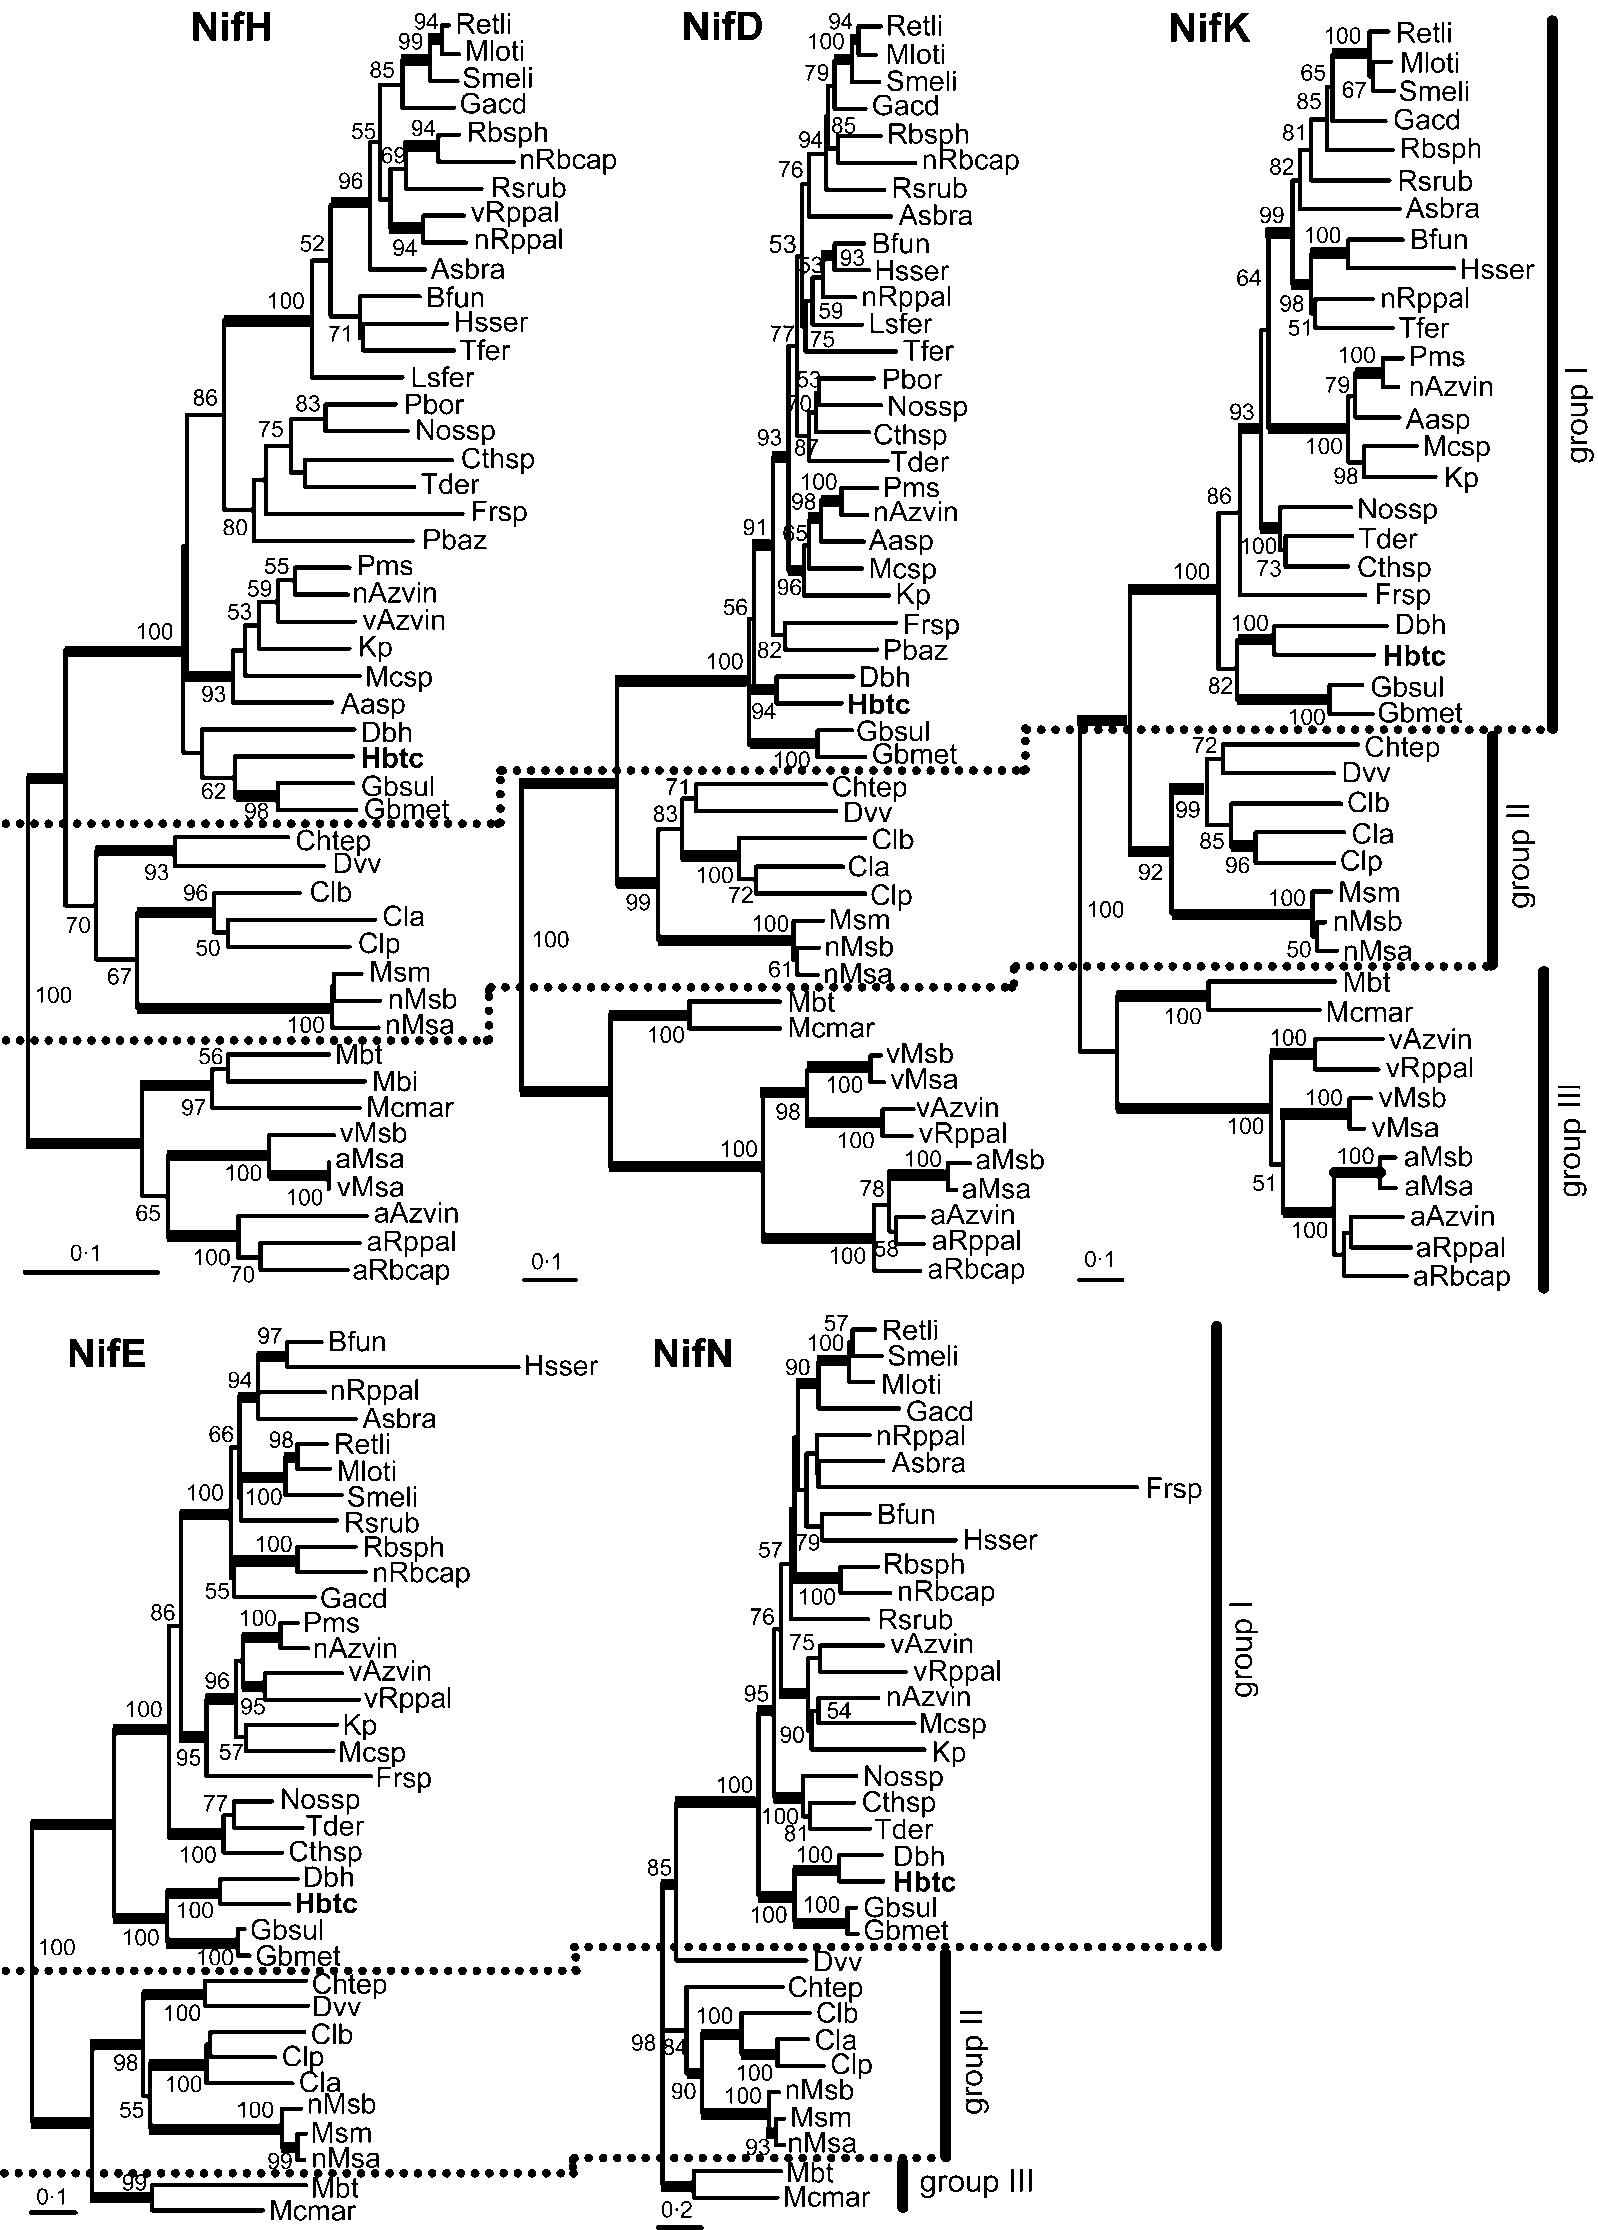 NifH
94
Retli
99
Mloti
85
Smeli
Gacd
55
94
Rbsph
69
nRbcap
96
Rsrub
vRppal
94
nRppal
52
Asbra
100
Bfun
71
Hsser
Tfer
Lsfer
86
83
Pbor
75
Nossp
Cthsp
Tder
80
Frsp
Pbaz
55
Pms
59
nAzvin
53
vAzvin
100
Kp
93
Mcsp
Aasp
Dbh
Hbtc
62
Gbsul
98
Gbmet
Chtep
93
Dvv
96
Clb
70
Cla
50
Clp
67
Msm
100
nMsb
100
nMsa
56
Mbt
Mbi
97
Mcmar
vMsb
100
aMsa
100
vMsa
65
aAzvin
100
aRppal
70
aRbcap
0·1
NifD
94
Retli
100
Mloti
79
Smeli
Gacd
94
85
Rbsph
76
nRbcap
Rsrub
Asbra
53
Bfun
53
93
Hsser
nRppal
59
Lsfer
77
75
Tfer
53
Pbor
70
Nossp
93
Cthsp
87
Tder
100
Pms
98
nAzvin
91
65
Aasp
Mcsp
96
Kp
56
Frsp
82
Pbaz
100
Dbh
94
Hbtc
Gbsul
100
Gbmet
71
Chtep
83
Dvv
Clb
100
Cla
72
Clp
99
100
Msm
nMsb
100
61
nMsa
Mbt
100
Mcmar
vMsb
100
vMsa
98
vAzvin
100
vRppal
100
100
aMsb
78
aMsa
aAzvin
100
58
aRppal
aRbcap
0·1
NifK
100
Retli
65
Mloti
67
Smeli
85
Gacd
81
Rbsph
82
Rsrub
99
Asbra
100
Bfun
64
Hsser
98
nRppal
51
Tfer
100
Pms
79
nAzvin
93
Aasp
100
Mcsp
98
Kp
86
Nossp
100
Tder
73
Cthsp
100
Frsp
100
Dbh
Hbtc
82
Gbsul
100
Gbmet
72
Chtep
Dvv
99
Clb
85
Cla
96
Clp
92
100
Msm
100
nMsb
50
nMsa
Mbt
100
Mcmar
100
vAzvin
vRppal
100
100
vMsb
vMsa
51
100
aMsb
aMsa
100
aAzvin
aRppal
aRbcap
0·1
group I
group II
group III
NifE
97
Bfun
Hsser
94
nRppal
Asbra
66
98
Retli
Mloti
100
100
Smeli
Rsrub
100
Rbsph
nRbcap
55
Gacd
86
100
Pms
nAzvin
96
vAzvin
95
vRppal
100
Kp
95
57
Mcsp
Frsp
77
Nossp
Tder
100
Cthsp
Dbh
100
Hbtc
100
Gbsul
100
100
Gbmet
Chtep
100
Dvv
98
Clb
Clp
100
Cla
55
100
nMsb
Msm
99
nMsa
99
Mbt
Mcmar
0·1
NifN
57
Retli
100
Smeli
90
Mloti
Gacd
nRppal
Asbra
Frsp
Bfun
57
79
Hsser
Rbsph
100
nRbcap
76
Rsrub
75
vAzvin
vRppal
95
nAzvin
54
Mcsp
90
Kp
100
Nossp
100
Cthsp
81
Tder
100
Dbh
85
Hbtc
100
100
Gbsul
Gbmet
Dvv
Chtep
100
Clb
98
84
Cla
100
Clp
90
100
nMsb
Msm
93
nMsa
Mbt
Mcmar
0·2
group I
group II
group III